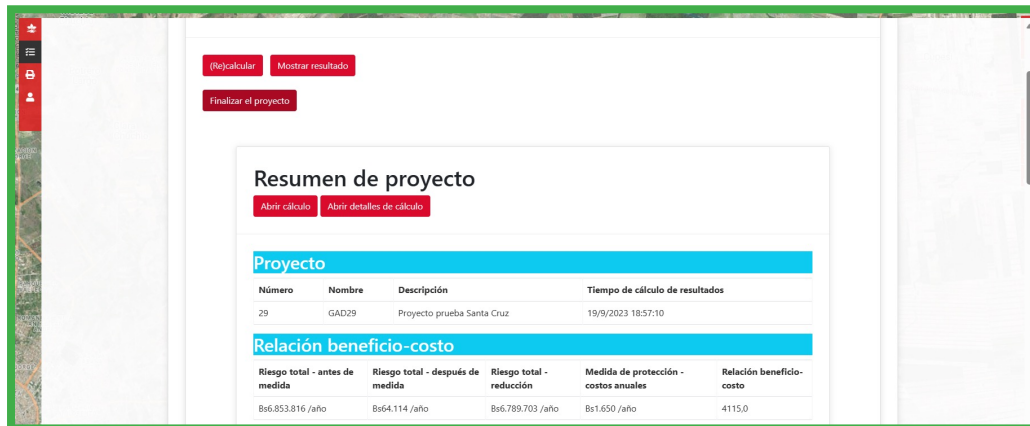 (Re)calcular Mostrar resultado
Finalizar el proyecto
Resumen de proyecto
Abrir cálculo Abrir detalles de cálculo
Proyecto
Número Nombre Descripción Tiempo de cálculo de resultados
29 GAD29 Proyecto prueba Santa Cruz 19/9/2023 18:57:10
Relación beneficio-costo
Riesgo total - antes de medida Riesgo total - después de medida Riesgo total - reducción Medida de protección - costos anuales Relación beneficio-costo
Bs6.853.816 /año Bs64.114 /año Bs6.789.703 /año Bs1.650 /año 4115,0